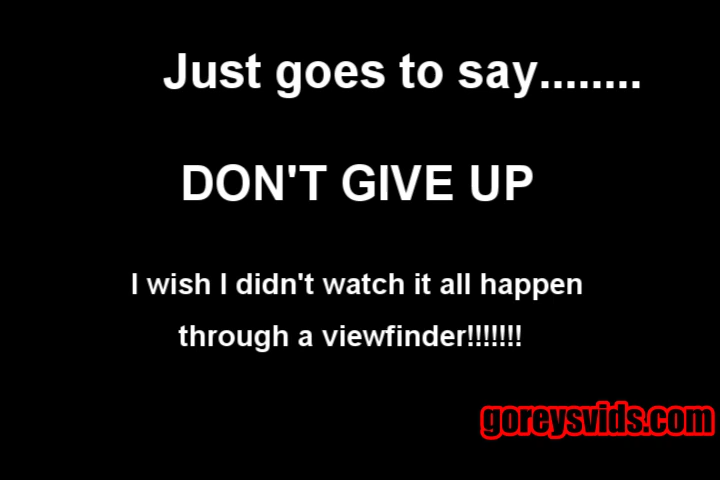 Just goes to say........
DON'T GIVE UP
I wish I didn't watch it all happen
through a viewfinder!!!!!!!
goreysvids.com